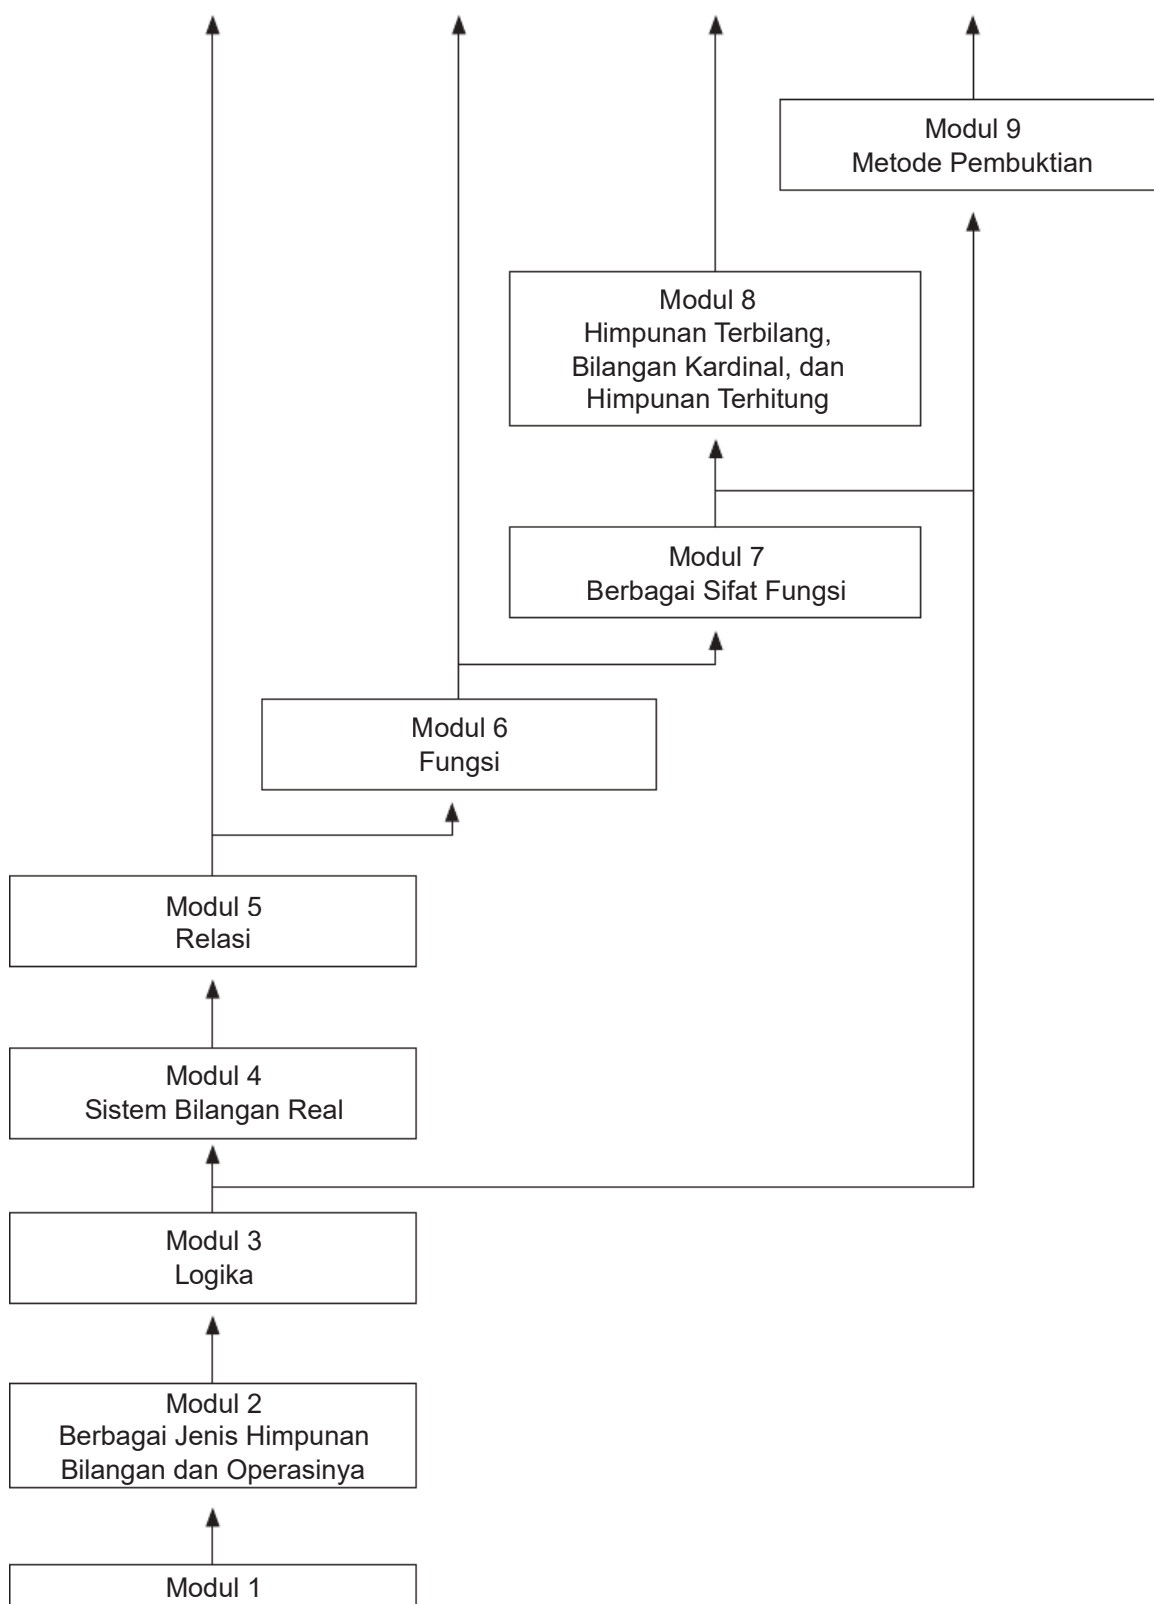 Modul 9
Metode Pembuktian
Modul 8
Himpunan Terbilang,
Bilangan Kardinal, dan
Himpunan Terhitung
Modul 7
Berbagai Sifat Fungsi
Modul 6
Fungsi
Modul 5
Relasi
Modul 4
Sistem Bilangan Real
Modul 3
Logika
Modul 2
Berbagai Jenis Himpunan
Bilangan dan Operasinya
Modul 1